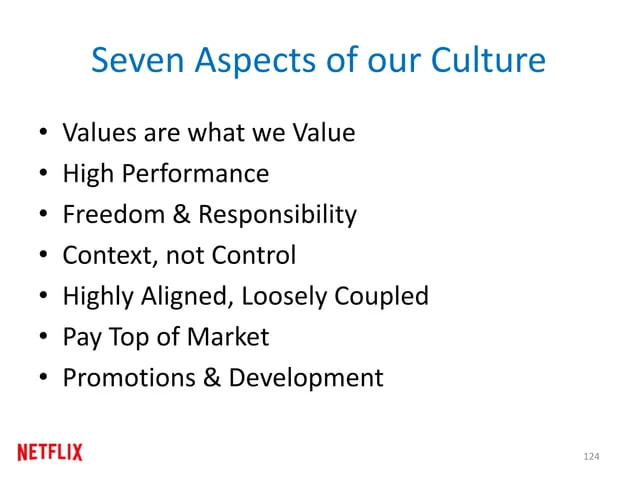 Seven Aspects of our Culture
• Values are what we Value
• High Performance
• Freedom & Responsibility
• Context, not Control
• Highly Aligned, Loosely Coupled
• Pay Top of Market
• Promotions & Development
NETFLIX
124